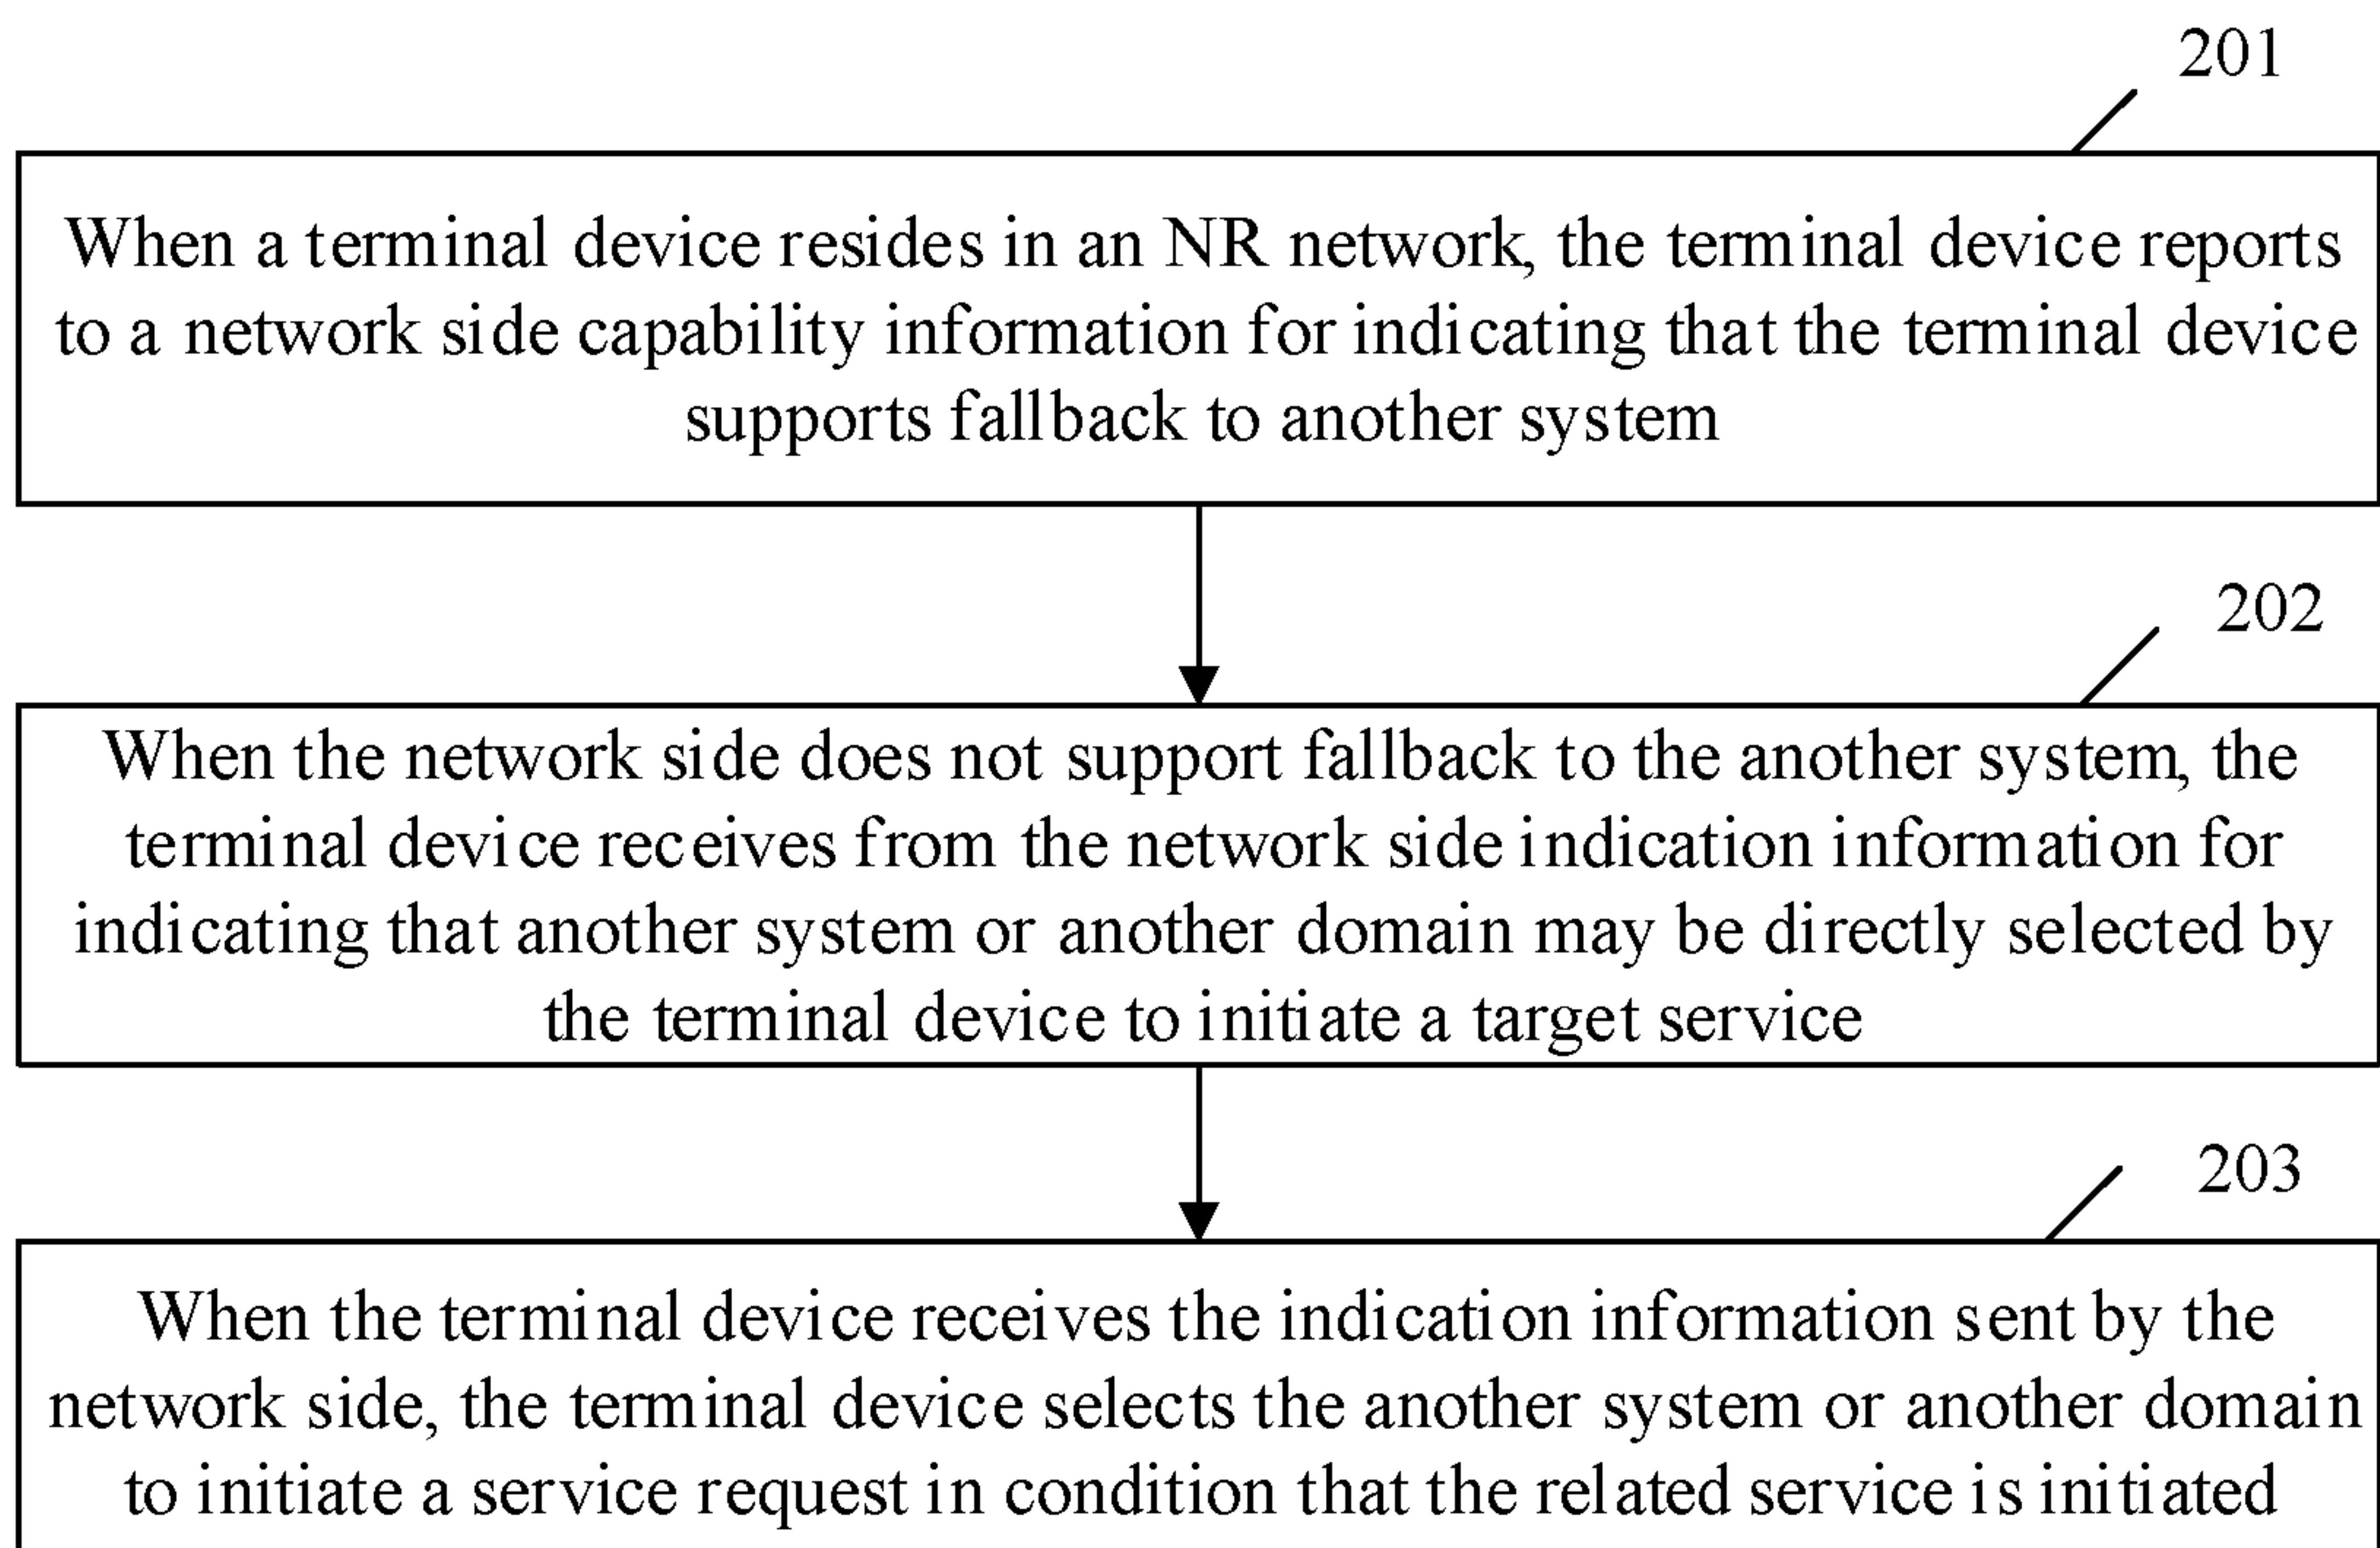 201
When a terminal device resides in an NR network, the terminal device reports
to a network side capability information for indicating that the terminal device
supports fallback to another system
202
When the network side does not support fallback to the another system, the
terminal device receives from the network side indication information for
indicating that another system or another domain may be directly selected by
the terminal device to initiate a target service
203
When the terminal device receives the indication information sent by the
network side, the terminal device selects the another system or another domain
to initiate a service request in condition that the related service is initiated